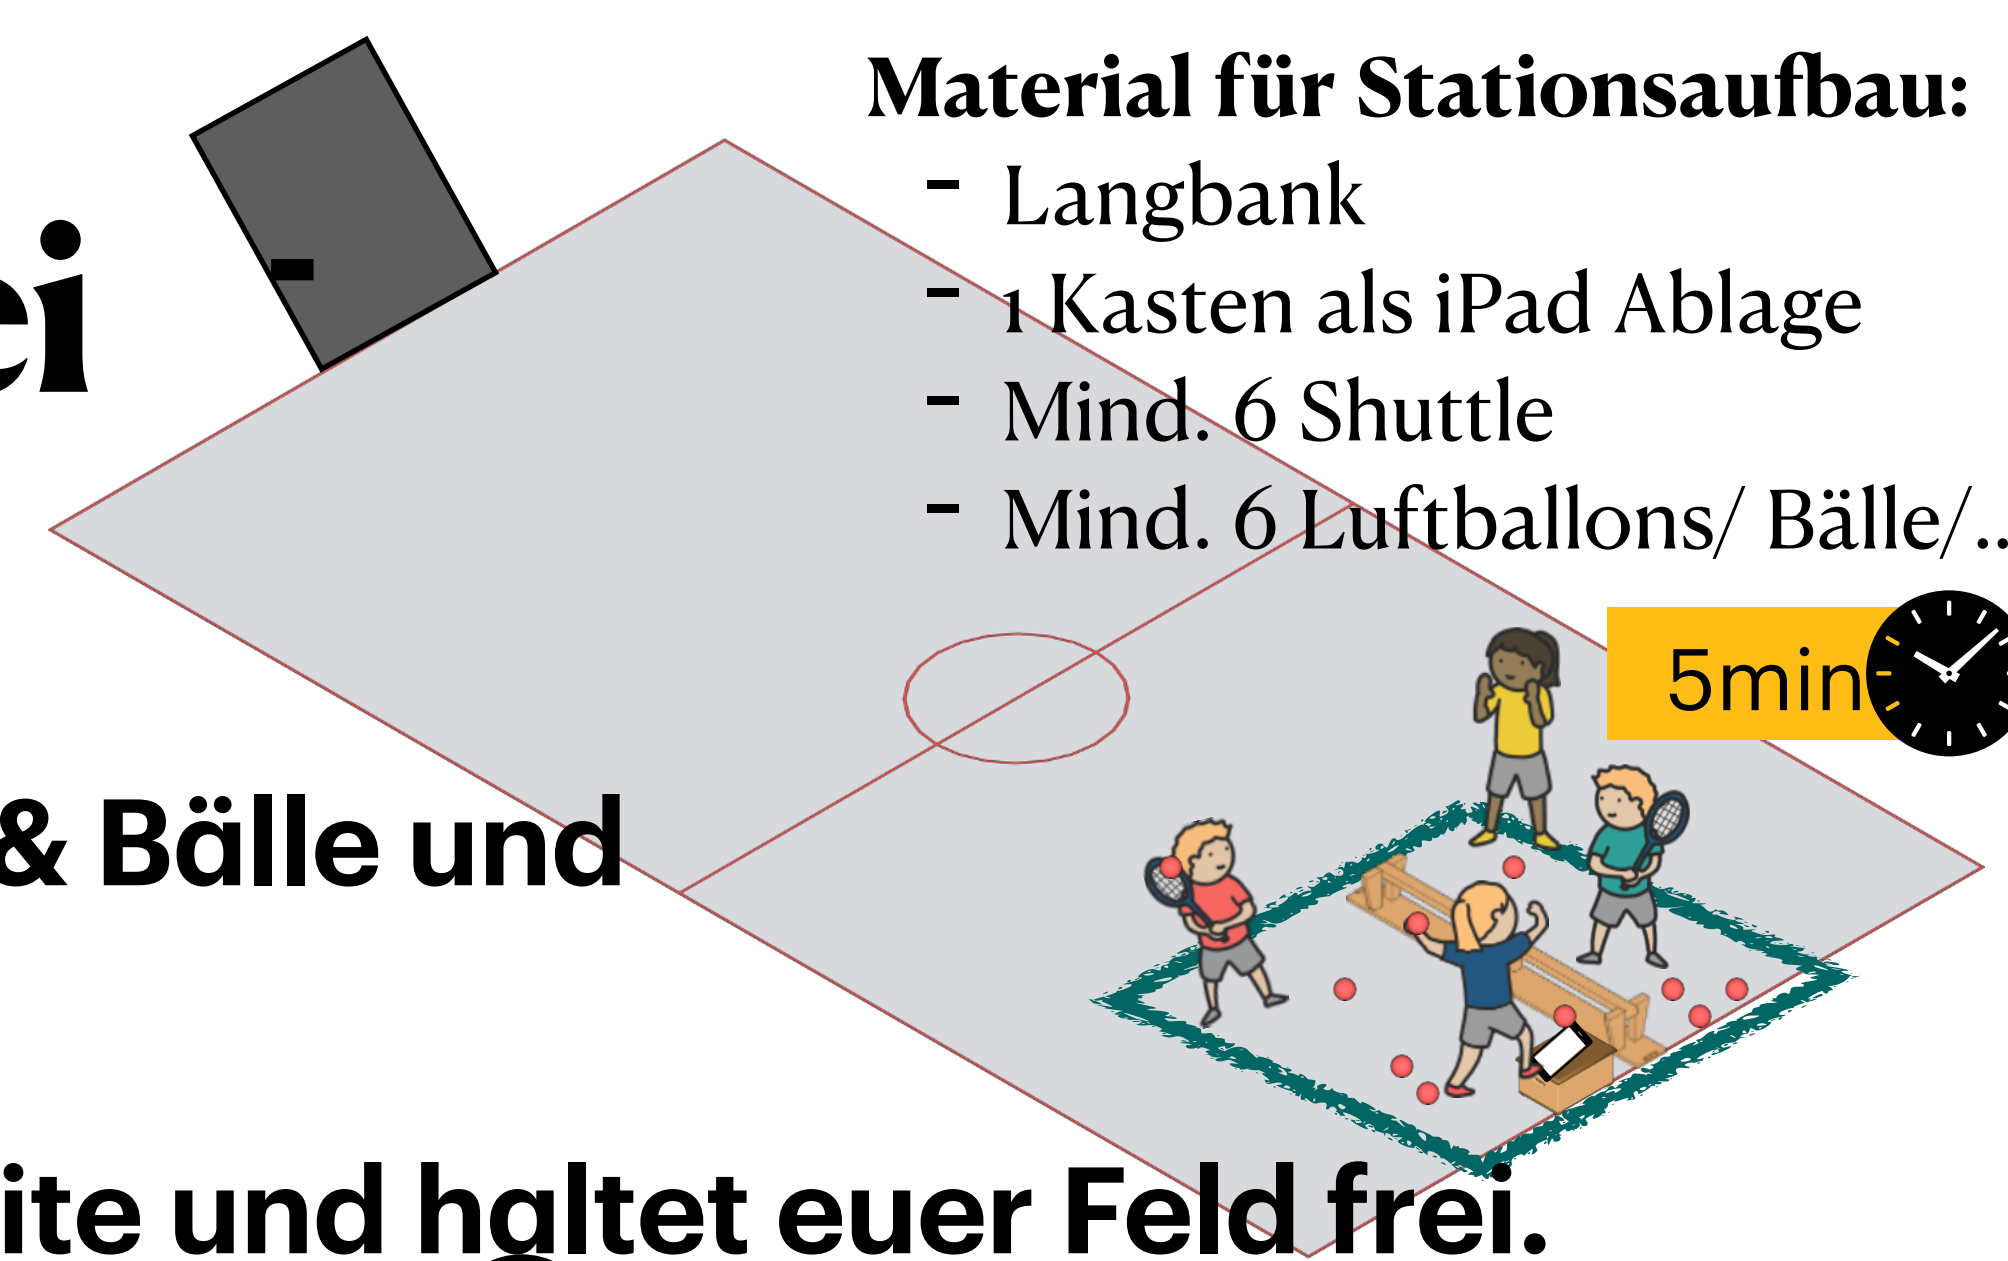 Material für Stationsaufbau:
- Langbank
- 1 Kasten als iPad Ablage
ei
- Mind. 6 Shuttle
- Mind. 6 Luftballons/ Bälle/..
5min
& Bälle und
ite und haltet euer Feld frei.